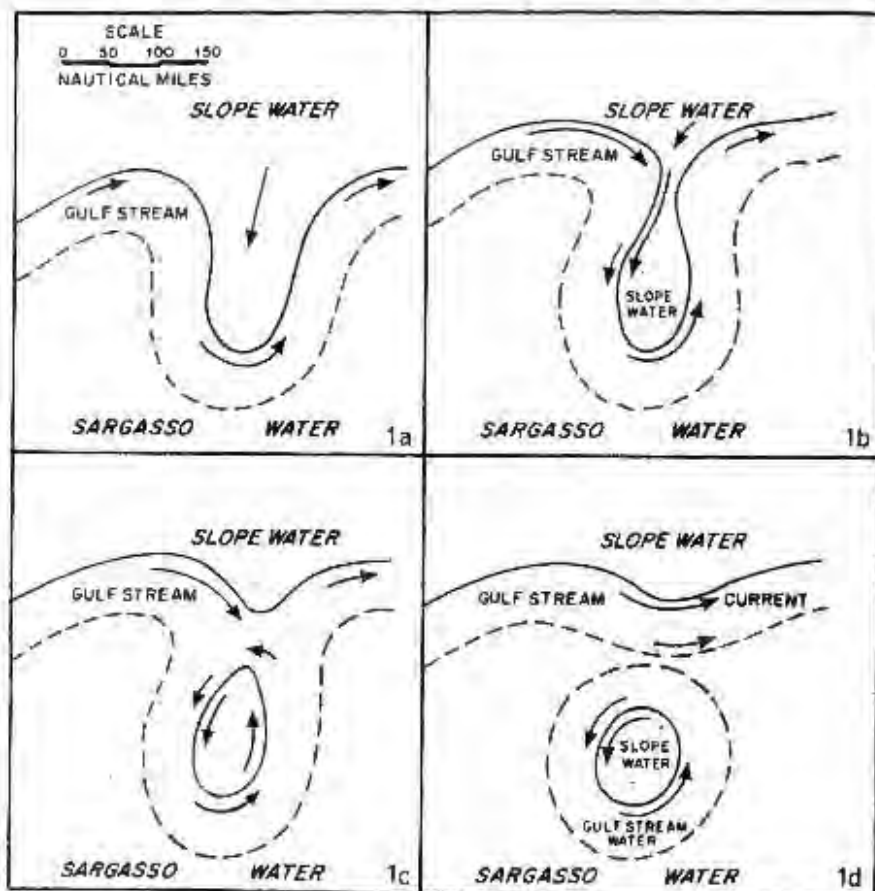 SCALE
0 50 100 150
NAUTICAL MILES
SLOPE WATER
GULF STREAM
SARGASSO WATER 1a
SLOPE WATER
GULF STREAM
SLOPE
WATER
SARGASSO WATER 1b
SLOPE WATER
GULF STREAM
SARGASSO WATER 1c
SLOPE WATER
GULF STREAM CURRENT
SLOPE
WATER
GULF STREAM
WATER
SARGASSO WATER 1d